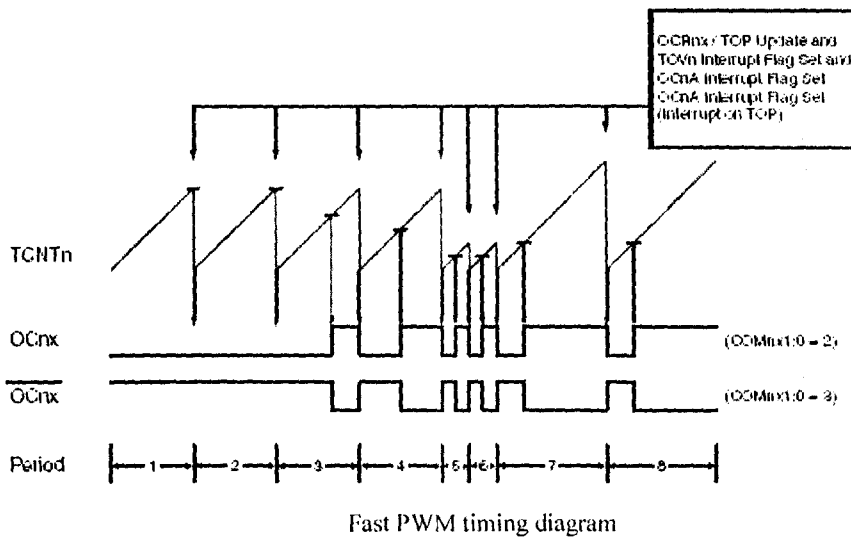 OCRnx / TOP Update and
TOVn Interrupt Flag Set and
OCnA Interrupt Flag Set
OCnA Interrupt Flag Set
(Interrupt on TOP)
TCNTn
OCnx
(COMnx1:0 = 2)
OCnx
(COMnx1:0 = 3)
Period
1 2 3 4 5 6 7 8
Fast PWM timing diagram